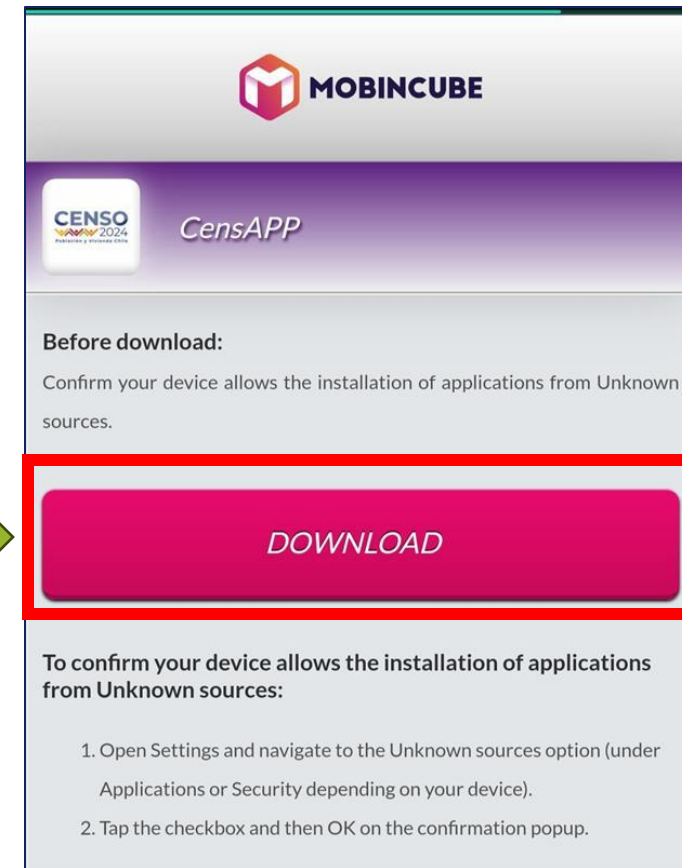 MOBINCUBE
CENSO
2024
Población y Vivienda Chile
CensAPP
Before download:
Confirm your device allows the installation of applications from Unknown
sources.
DOWNLOAD
To confirm your device allows the installation of applications
from Unknown sources:
1. Open Settings and navigate to the Unknown sources option (under
Applications or Security depending on your device).
2. Tap the checkbox and then OK on the confirmation popup.